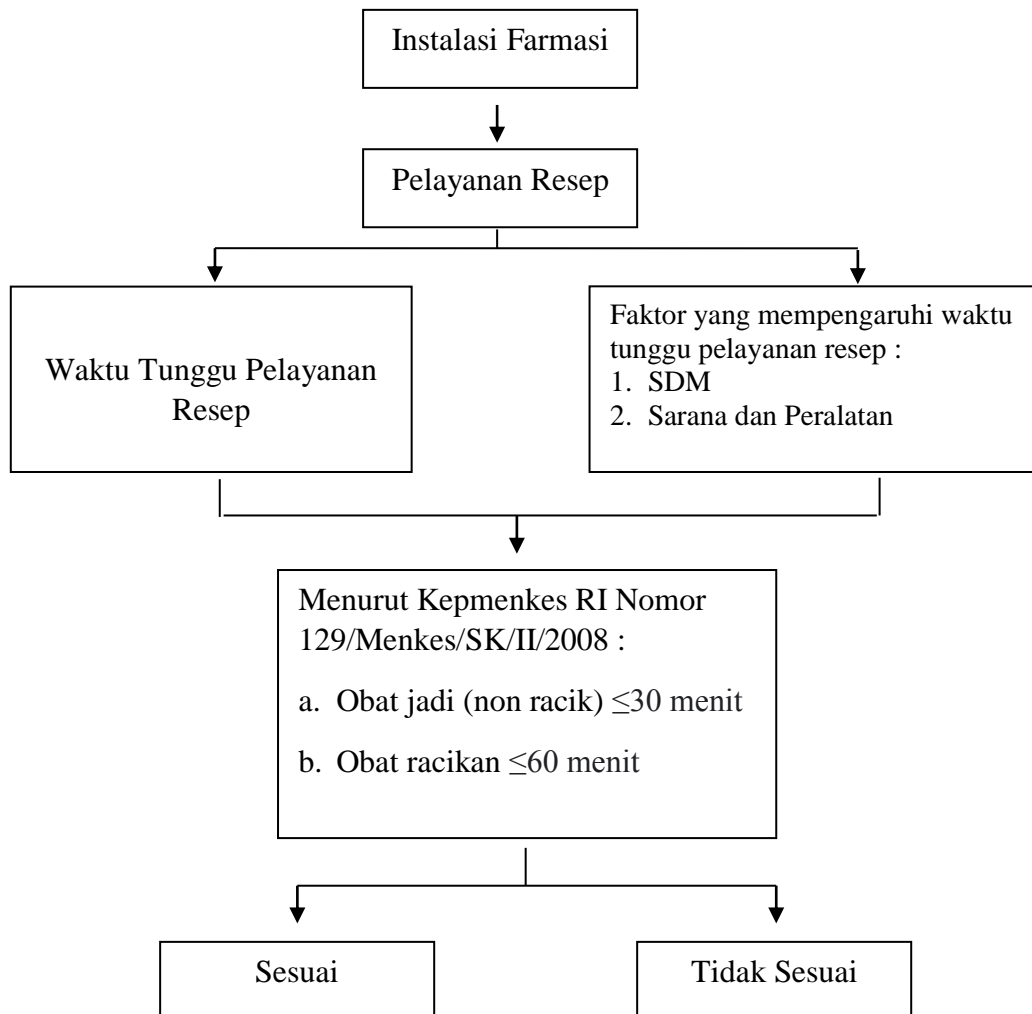 Instalasi Farmasi
Pelayanan Resep
Waktu Tunggu Pelayanan
Resep
Faktor yang mempengaruhi waktu
tunggu pelayanan resep :
1. SDM
2. Sarana dan Peralatan
Menurut Kepmenkes RI Nomor
129/Menkes/SK/II/2008 :
a. Obat jadi (non racik) ≤30 menit
b. Obat racikan ≤60 menit
Sesuai
Tidak Sesuai